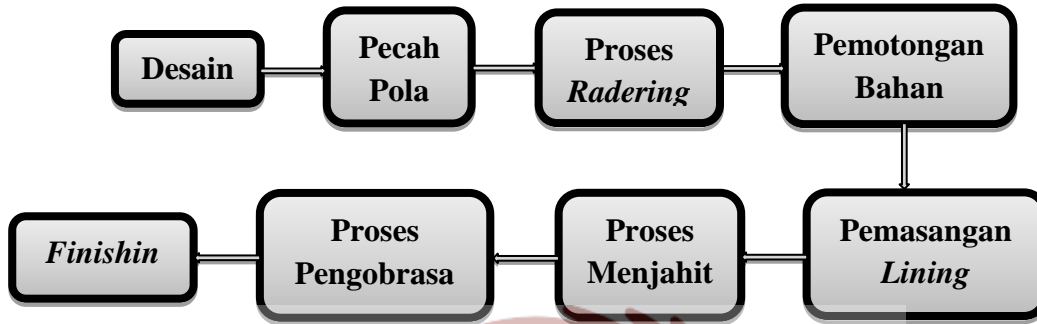 Desain
Pecah
Pola
Proses
Radering
Pemotongan
Bahan
Pemasangan
Lining
Proses
Menjahit
Proses
Pengobrasa
Finishin